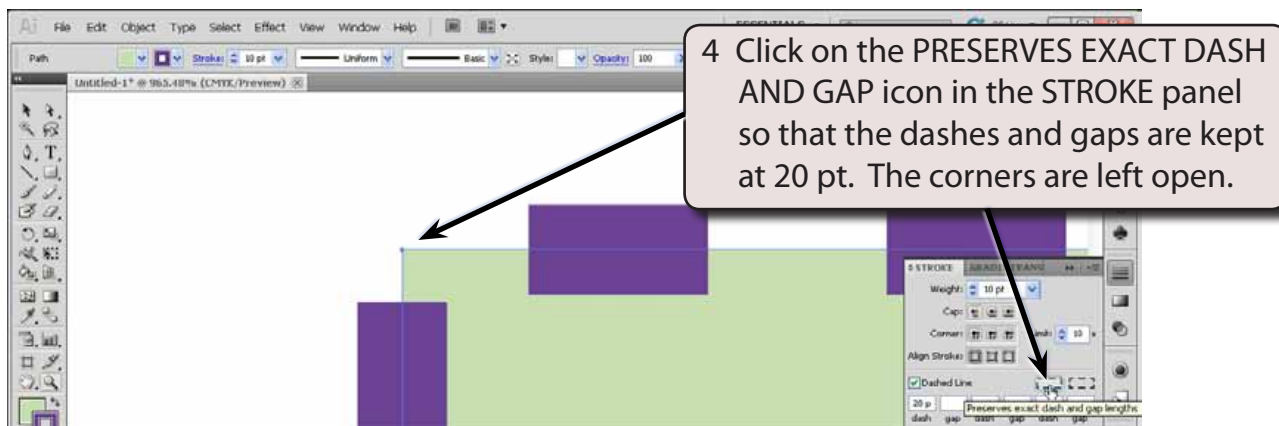 File Edit Object Type Select Effect View Window Help
Path Stroke: 10 pt Uniform Basic Style: Opacity: 100
Untitled-1* @ 965.48% (CMYK/Preview)
4 Click on the PRESERVES EXACT DASH
AND GAP icon in the STROKE panel
so that the dashes and gaps are kept
at 20 pt. The corners are left open.
STROKE
Weight: 10 pt
Cap:
Corner: 10 x
Align Stroke:
Dashed Line
20 p
Preserves exact dash and gap lengths
dash gap dash gap dash gap